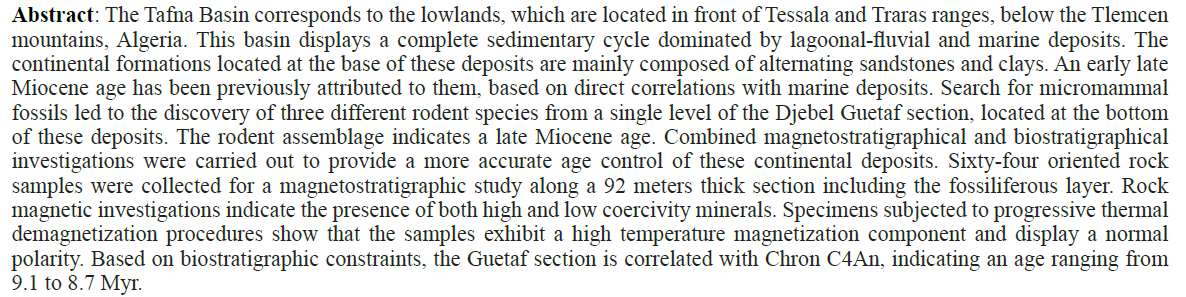 Abstract: The Tafna Basin corresponds to the lowlands, which are located in front of Tessala and Traras ranges, below the Tlemcen
mountains, Algeria. This basin displays a complete sedimentary cycle dominated by lagoonal-fluvial and marine deposits. The
continental formations located at the base of these deposits are mainly composed of alternating sandstones and clays. An early late
Miocene age has been previously attributed to them, based on direct correlations with marine deposits. Search for micromammal
fossils led to the discovery of three different rodent species from a single level of the Djebel Guetaf section, located at the bottom
of these deposits. The rodent assemblage indicates a late Miocene age. Combined magnetostratigraphical and biostratigraphical
investigations were carried out to provide a more accurate age control of these continental deposits. Sixty-four oriented rock
samples were collected for a magnetostratigraphic study along a 92 meters thick section including the fossiliferous layer. Rock
magnetic investigations indicate the presence of both high and low coercivity minerals. Specimens subjected to progressive thermal
demagnetization procedures show that the samples exhibit a high temperature magnetization component and display a normal
polarity. Based on biostratigraphic constraints, the Guetaf section is correlated with Chron C4An, indicating an age ranging from
9.1 to 8.7 Myr.